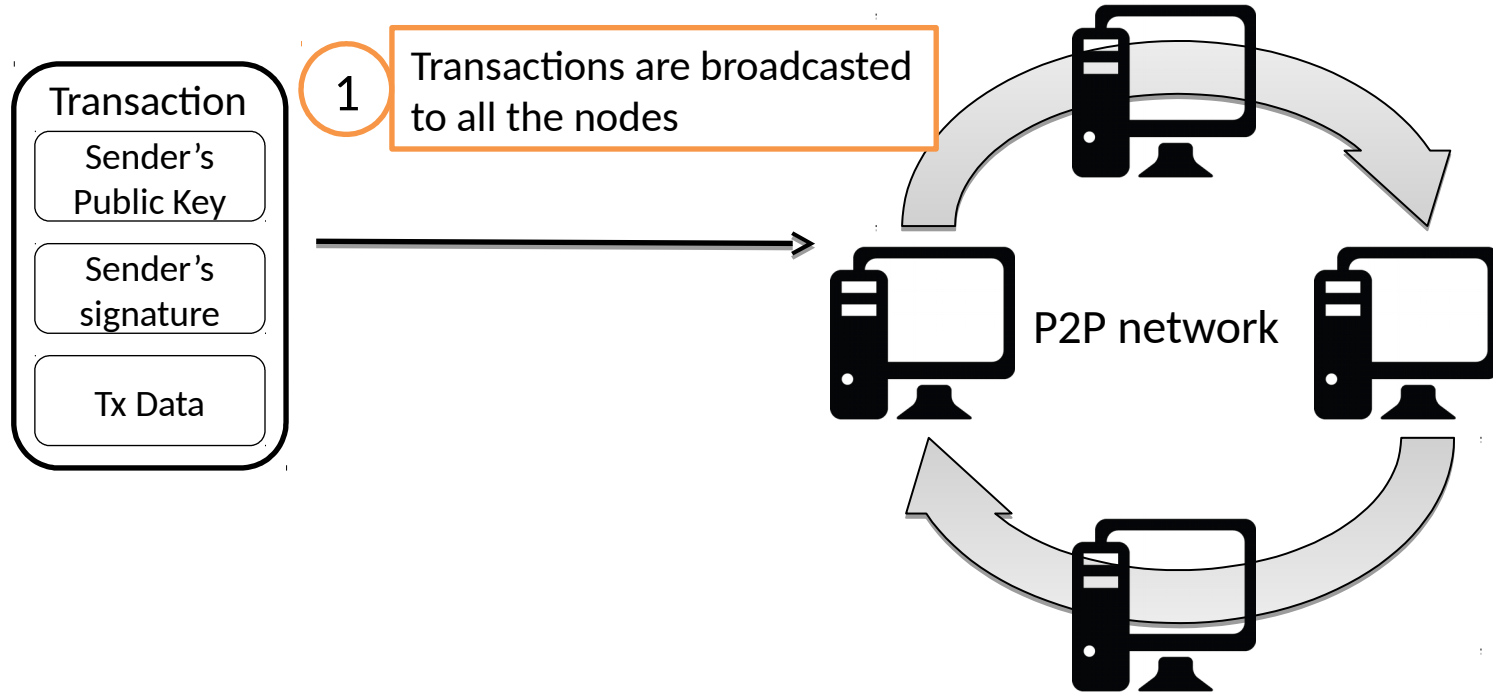 Transaction
Sender’s
Public Key
Sender’s
signature
Tx Data
1
Transactions are broadcasted
to all the nodes
P2P network